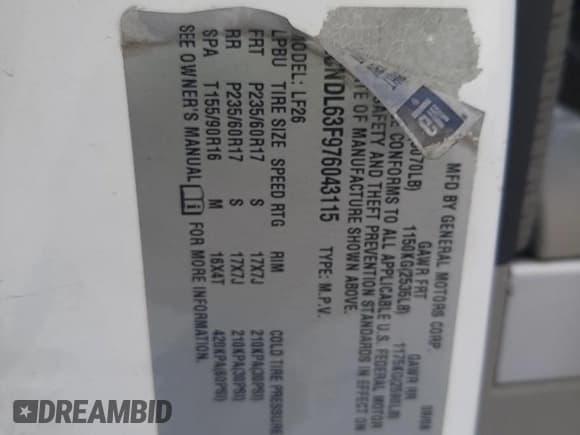 MFD BY GENERAL MOTORS CORP.
GAWR FRT GAWR RR
1150KG(2535LB)
CONFORMS TO ALL APPLICABLE U.S. FEDERAL MOTOR
SAFETY AND THEFT PREVENTION STANDARDS IN EFFECT ON
OF MANUFACTURE SHOWN ABOVE.
NDL63F976043115 TYPE: M.P.V.
MODEL: LF26
LPBU TIRE SIZE SPEED RTG RIM COLD TIRE PRESSURE
FRT P235/60R17 S 17X7J 210KPA(30PSI)
RR P235/60R17 S 17X7J 210KPA(30PSI)
SPA T155/90R16 M 16X4T 420KPA(60PSI)
SEE OWNER'S MANUAL FOR MORE INFORMATION.
DREAMBID